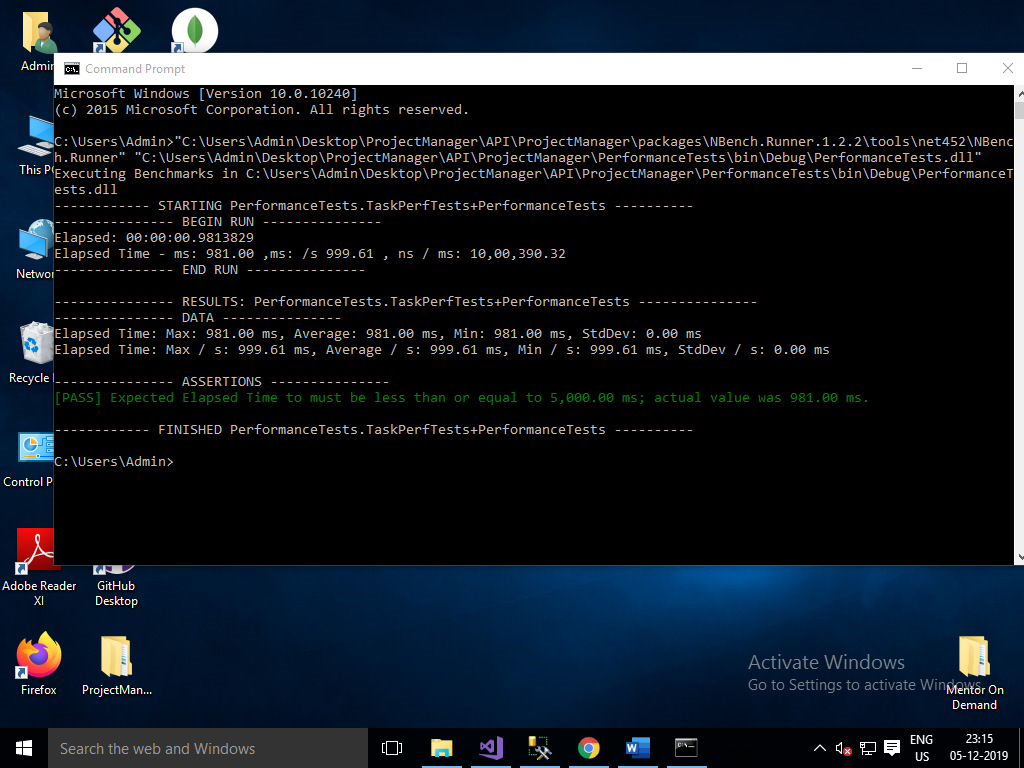 Admin
Command Prompt
Microsoft Windows [Version 10.0.10240]
(c) 2015 Microsoft Corporation. All rights reserved.
C:\Users\Admin>"C:\Users\Admin\Desktop\ProjectManager\API\ProjectManager\packages\NBench.Runner.1.2.2\tools\net452\NBenc
h.Runner" "C:\Users\Admin\Desktop\ProjectManager\API\ProjectManager\PerformanceTests\bin\Debug\PerformanceTests.dll"
Executing Benchmarks in C:\Users\Admin\Desktop\ProjectManager\API\ProjectManager\PerformanceTests\bin\Debug\PerformanceT
ests.dll
------------ STARTING PerformanceTests.TaskPerfTests+PerformanceTests ----------
--------------- BEGIN RUN ---------------
Elapsed: 00:00:00.9813829
Elapsed Time - ms: 981.00 ,ms: /s 999.61 , ns / ms: 10,00,390.32
--------------- END RUN ---------------
--------------- RESULTS: PerformanceTests.TaskPerfTests+PerformanceTests ---------------
--------------- DATA ---------------
Elapsed Time: Max: 981.00 ms, Average: 981.00 ms, Min: 981.00 ms, StdDev: 0.00 ms
Elapsed Time: Max / s: 999.61 ms, Average / s: 999.61 ms, Min / s: 999.61 ms, StdDev / s: 0.00 ms
--------------- ASSERTIONS ---------------
[PASS] Expected Elapsed Time to must be less than or equal to 5,000.00 ms; actual value was 981.00 ms.
------------ FINISHED PerformanceTests.TaskPerfTests+PerformanceTests ----------
C:\Users\Admin>
This PC
Networ
Recycle
Control P
Adobe Reader
XI
GitHub
Desktop
Firefox
ProjectMan...
Activate Windows
Go to Settings to activate Windows.
Mentor On
Demand
Search the web and Windows
ENG
US
23:15
05-12-2019